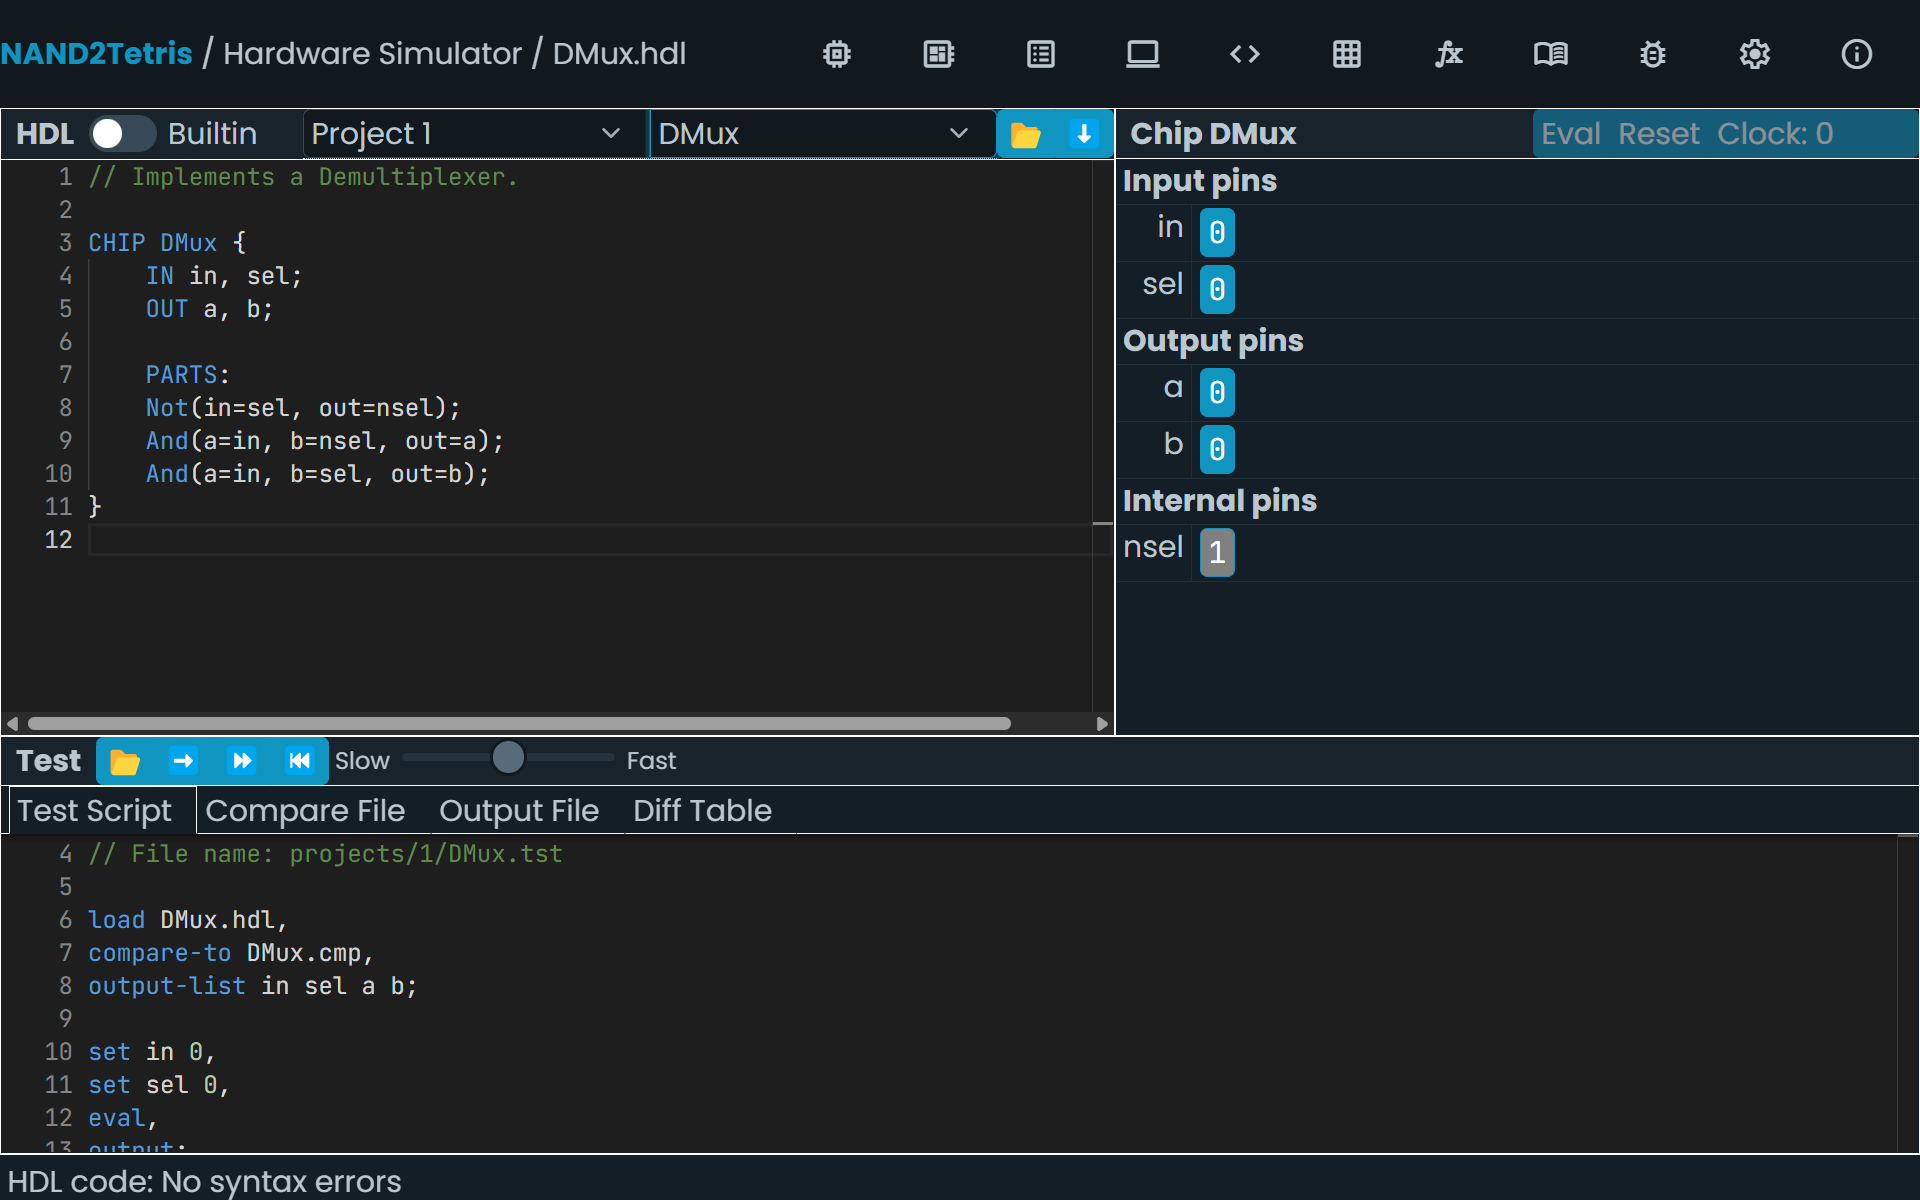 NAND2Tetris / Hardware Simulator / DMux.hdl
HDL Builtin Project 1 DMux
1 // Implements a Demultiplexer.
2
3 CHIP DMux {
4 IN in, sel;
5 OUT a, b;
6
7 PARTS:
8 Not(in=sel, out=nsel);
9 And(a=in, b=nsel, out=a);
10 And(a=in, b=sel, out=b);
11 }
12
Chip DMux Eval Reset Clock: 0
Input pins
in 0
sel 0
Output pins
a 0
b 0
Internal pins
nsel 1
Test Slow Fast
Test Script Compare File Output File Diff Table
4 // File name: projects/1/DMux.tst
5
6 load DMux.hdl,
7 compare-to DMux.cmp,
8 output-list in sel a b;
9
10 set in 0,
11 set sel 0,
12 eval,
13 output;
HDL code: No syntax errors